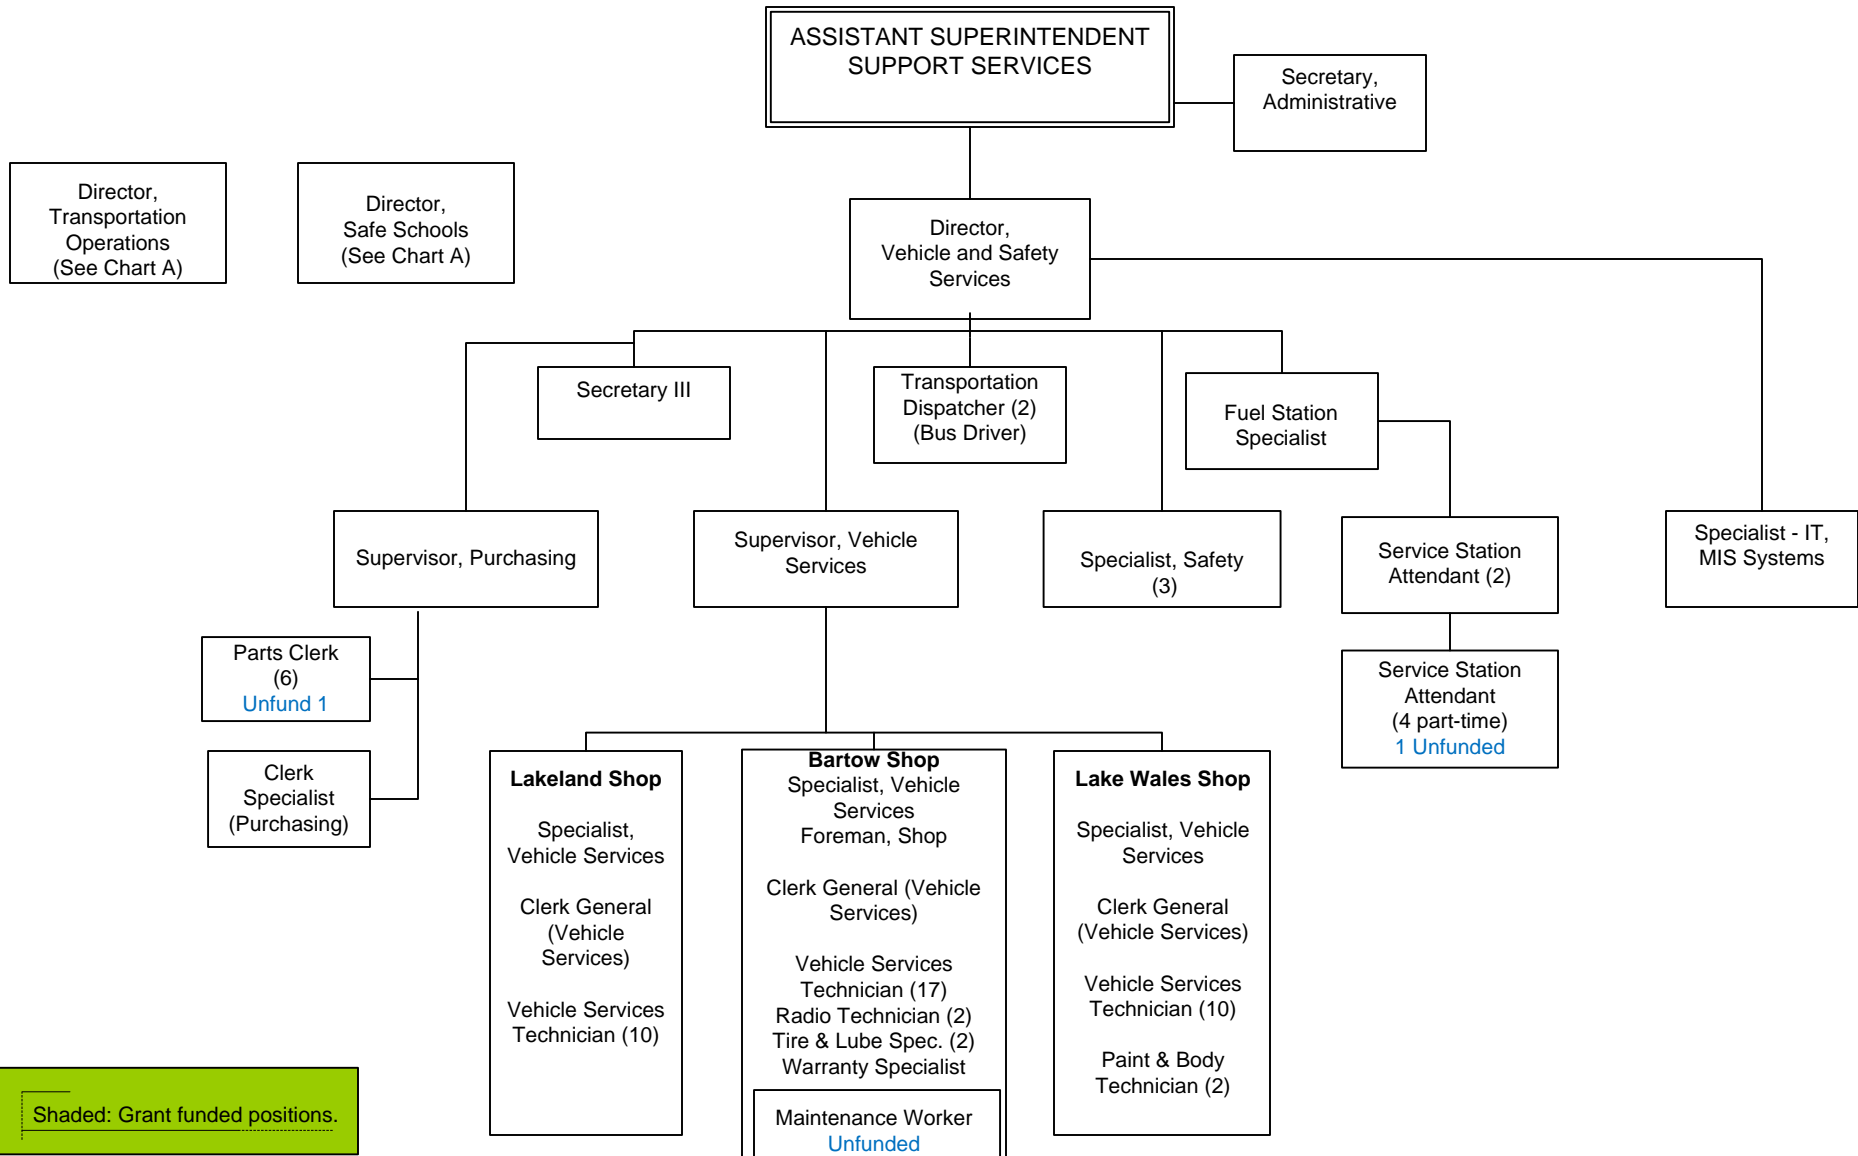 ASSISTANT SUPERINTENDENT
SUPPORT SERVICES
Secretary,
Administrative
Director,
Transportation
Operations
(See Chart A)
Director,
Safe Schools
(See Chart A)
Director,
Vehicle and Safety
Services
Secretary III
Transportation
Dispatcher (2)
(Bus Driver)
Fuel Station
Specialist
Supervisor, Purchasing
Supervisor, Vehicle
Services
Specialist, Safety
(3)
Service Station
Attendant (2)
Specialist - IT,
MIS Systems
Parts Clerk
(6)
Unfund 1
Service Station
Attendant
(4 part-time)
1 Unfunded
Clerk
Specialist
(Purchasing)
Lakeland Shop
Specialist,
Vehicle Services
Clerk General
(Vehicle
Services)
Vehicle Services
Technician (10)
Bartow Shop
Specialist, Vehicle
Services
Foreman, Shop
Clerk General (Vehicle
Services)
Vehicle Services
Technician (17)
Radio Technician (2)
Tire & Lube Spec. (2)
Warranty Specialist
Maintenance Worker
Unfunded
Lake Wales Shop
Specialist, Vehicle
Services
Clerk General
(Vehicle Services)
Vehicle Services
Technician (10)
Paint & Body
Technician (2)
Shaded: Grant funded positions.